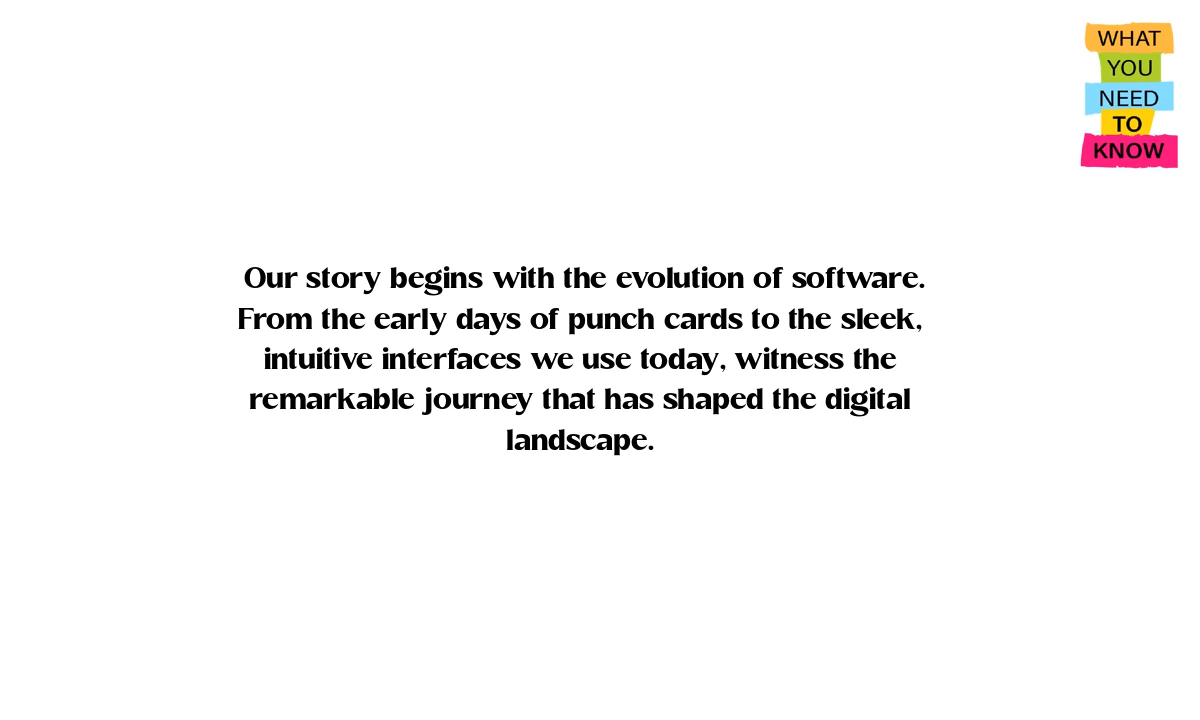 WHAT
YOU
NEED
TO
KNOW
Our story begins with the evolution of software.
From the early days of punch cards to the sleek,
intuitive interfaces we use today, witness the
remarkable journey that has shaped the digital
landscape.